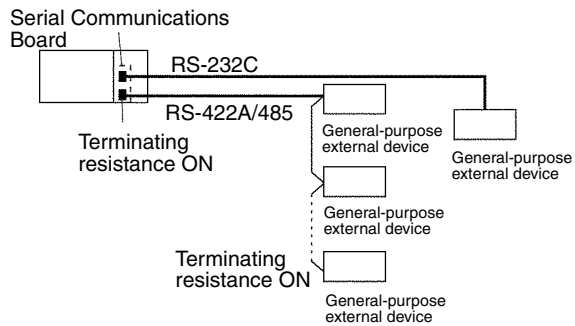 Serial Communications
Board
RS-232C
RS-422A/485
Terminating
resistance ON
General-purpose
external device
General-purpose
external device
General-purpose
external device
Terminating
resistance ON
General-purpose
external device